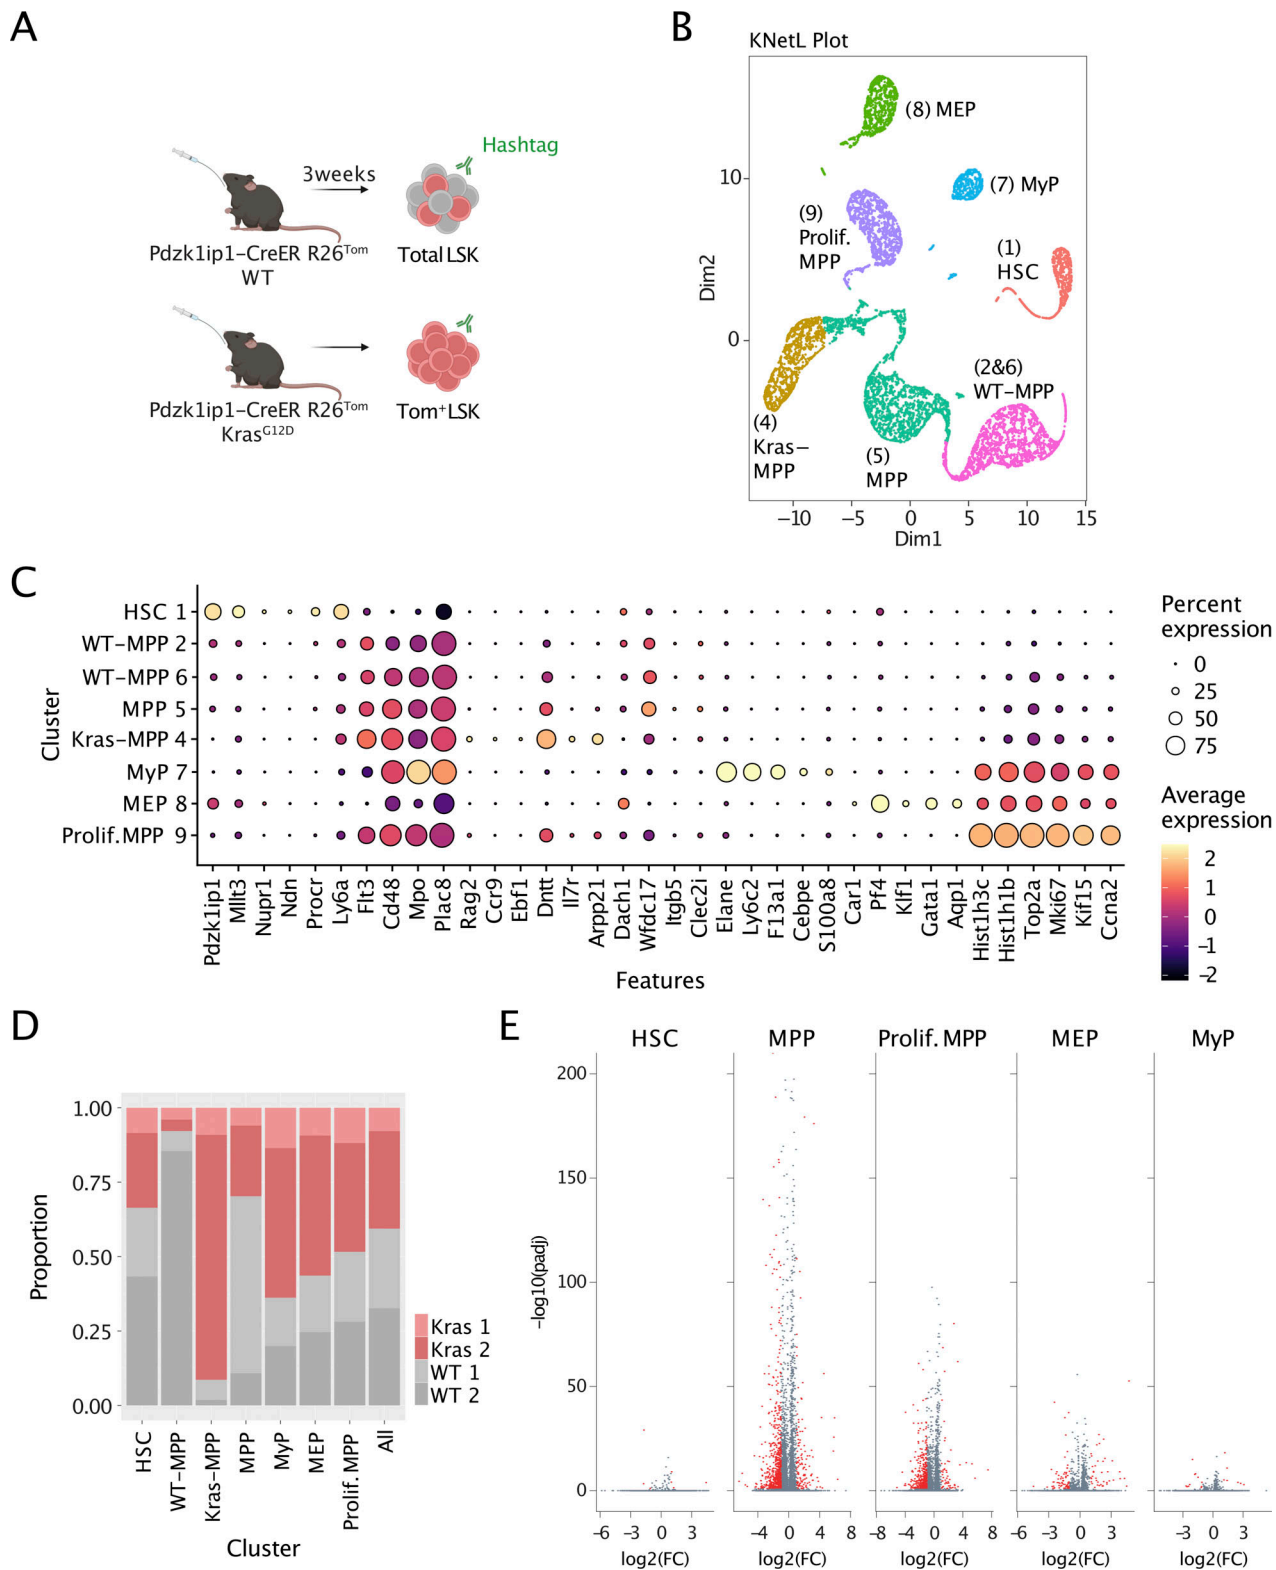 A
Hashtag
3weeks
Pdzk1ip1–CreER R26Tom
WT
Total LSK
Pdzk1ip1–CreER R26Tom
KrasG12D
Tom+LSK
B
KNetL Plot
(8) MEP
(7) MyP
(9)
Prolif.
MPP
(1)
HSC
(2&6)
WT–MPP
(4)
Kras–
MPP
(5)
MPP
10
0
Dim2
−10 −5 0 5 10 15
Dim1
C
HSC 1
WT−MPP 2
WT−MPP 6
MPP 5
Kras−MPP 4
MyP 7
MEP 8
Prolif.MPP 9
Cluster
Pdzk1ip1 Mllt3 Nupr1 Ndn Procr Ly6a Flt3 Cd48 Mpo Plac8 Rag2 Ccr9 Ebf1 Dntt Il7r Arpp21 Dach1 Wfdc17 Itgb5 Clec2i Elane Ly6c2 F13a1 Cebpe S100a8 Car1 Pf4 Klf1 Gata1 Aqp1 Hist1h3c Hist1h1b Top2a Mki67 Kif15 Ccna2
Features
Percent
expression
0
25
50
75
Average
expression
2
1
0
−1
−2
D
1.00
0.75
0.50
0.25
0.00
Proportion
HSC WT−MPP Kras−MPP MPP MyP MEP Prolif. MPP All
Cluster
Kras 1
Kras 2
WT 1
WT 2
E
HSC MPP Prolif. MPP MEP MyP
200
150
100
50
0
−log10(padj)
−6 −3 0 3 −4 0 4 8 −8 −4 0 4 8 −6 −3 0 3 −3 0 3
log2(FC) log2(FC) log2(FC) log2(FC) log2(FC)